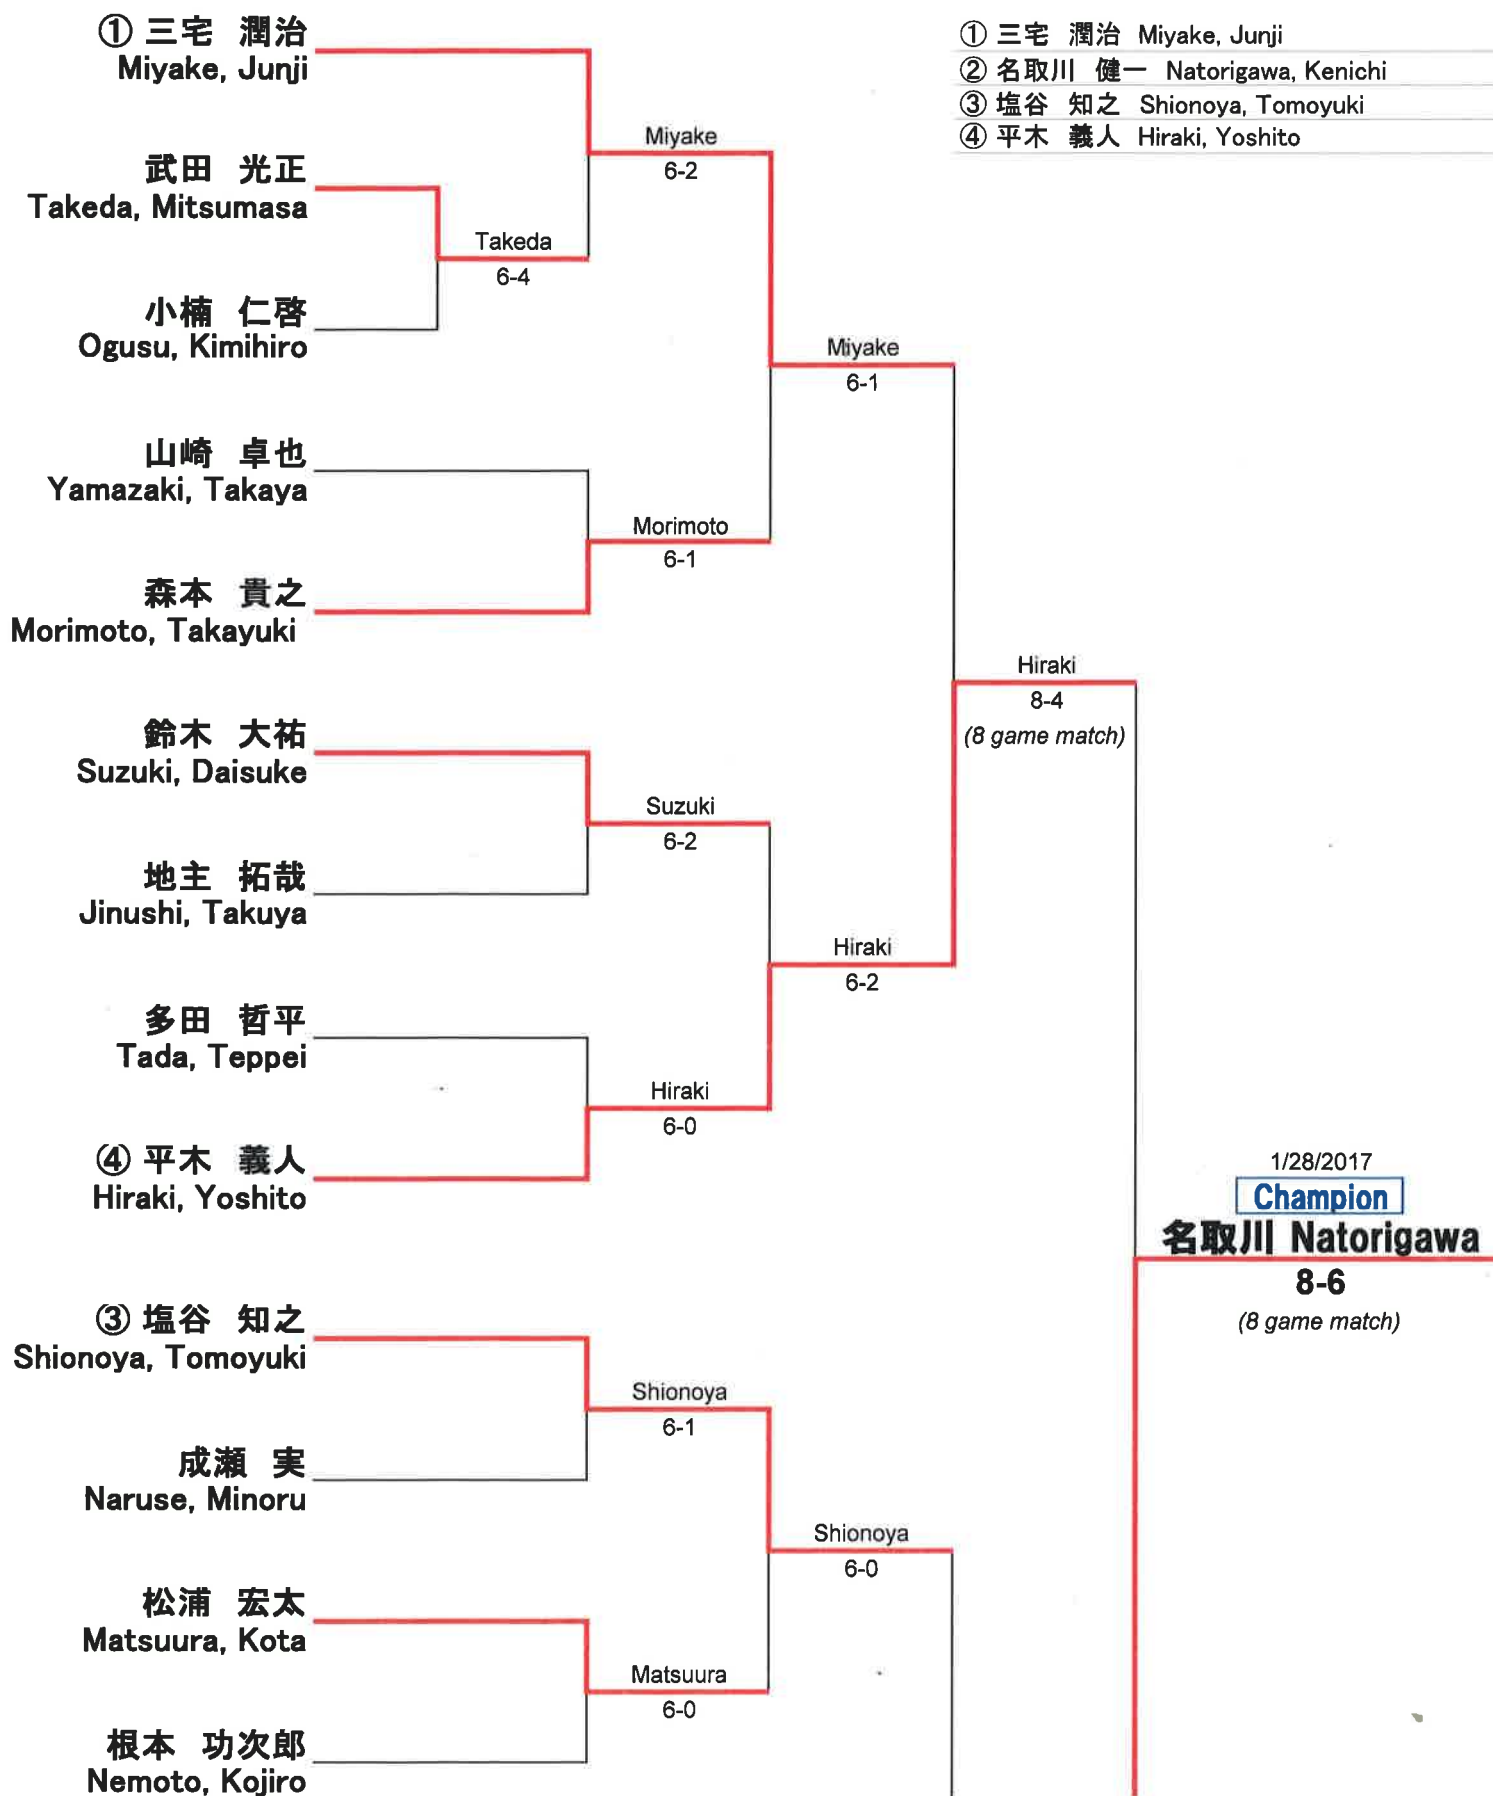 ① 三宅 潤治
Miyake, Junji
武田 光正
Takeda, Mitsumasa
小楠 仁啓
Ogusu, Kimihiro
山崎 卓也
Yamazaki, Takaya
森本 貴之
Morimoto, Takayuki
鈴木 大祐
Suzuki, Daisuke
地主 拓哉
Jinushi, Takuya
多田 哲平
Tada, Teppei
④ 平木 義人
Hiraki, Yoshito
③ 塩谷 知之
Shionoya, Tomoyuki
成瀬 実
Naruse, Minoru
松浦 宏太
Matsuura, Kota
根本 功次郎
Nemoto, Kojiro
Takeda
6-4
Miyake
6-2
Morimoto
6-1
Suzuki
6-2
Hiraki
6-0
Shionoya
6-1
Matsuura
6-0
Miyake
6-1
Hiraki
6-2
Shionoya
6-0
Hiraki
8-4
(8 game match)
① 三宅 潤治 Miyake, Junji
② 名取川 健一 Natorigawa, Kenichi
③ 塩谷 知之 Shionoya, Tomoyuki
④ 平木 義人 Hiraki, Yoshito
1/28/2017
Champion
名取川 Natorigawa
8-6
(8 game match)